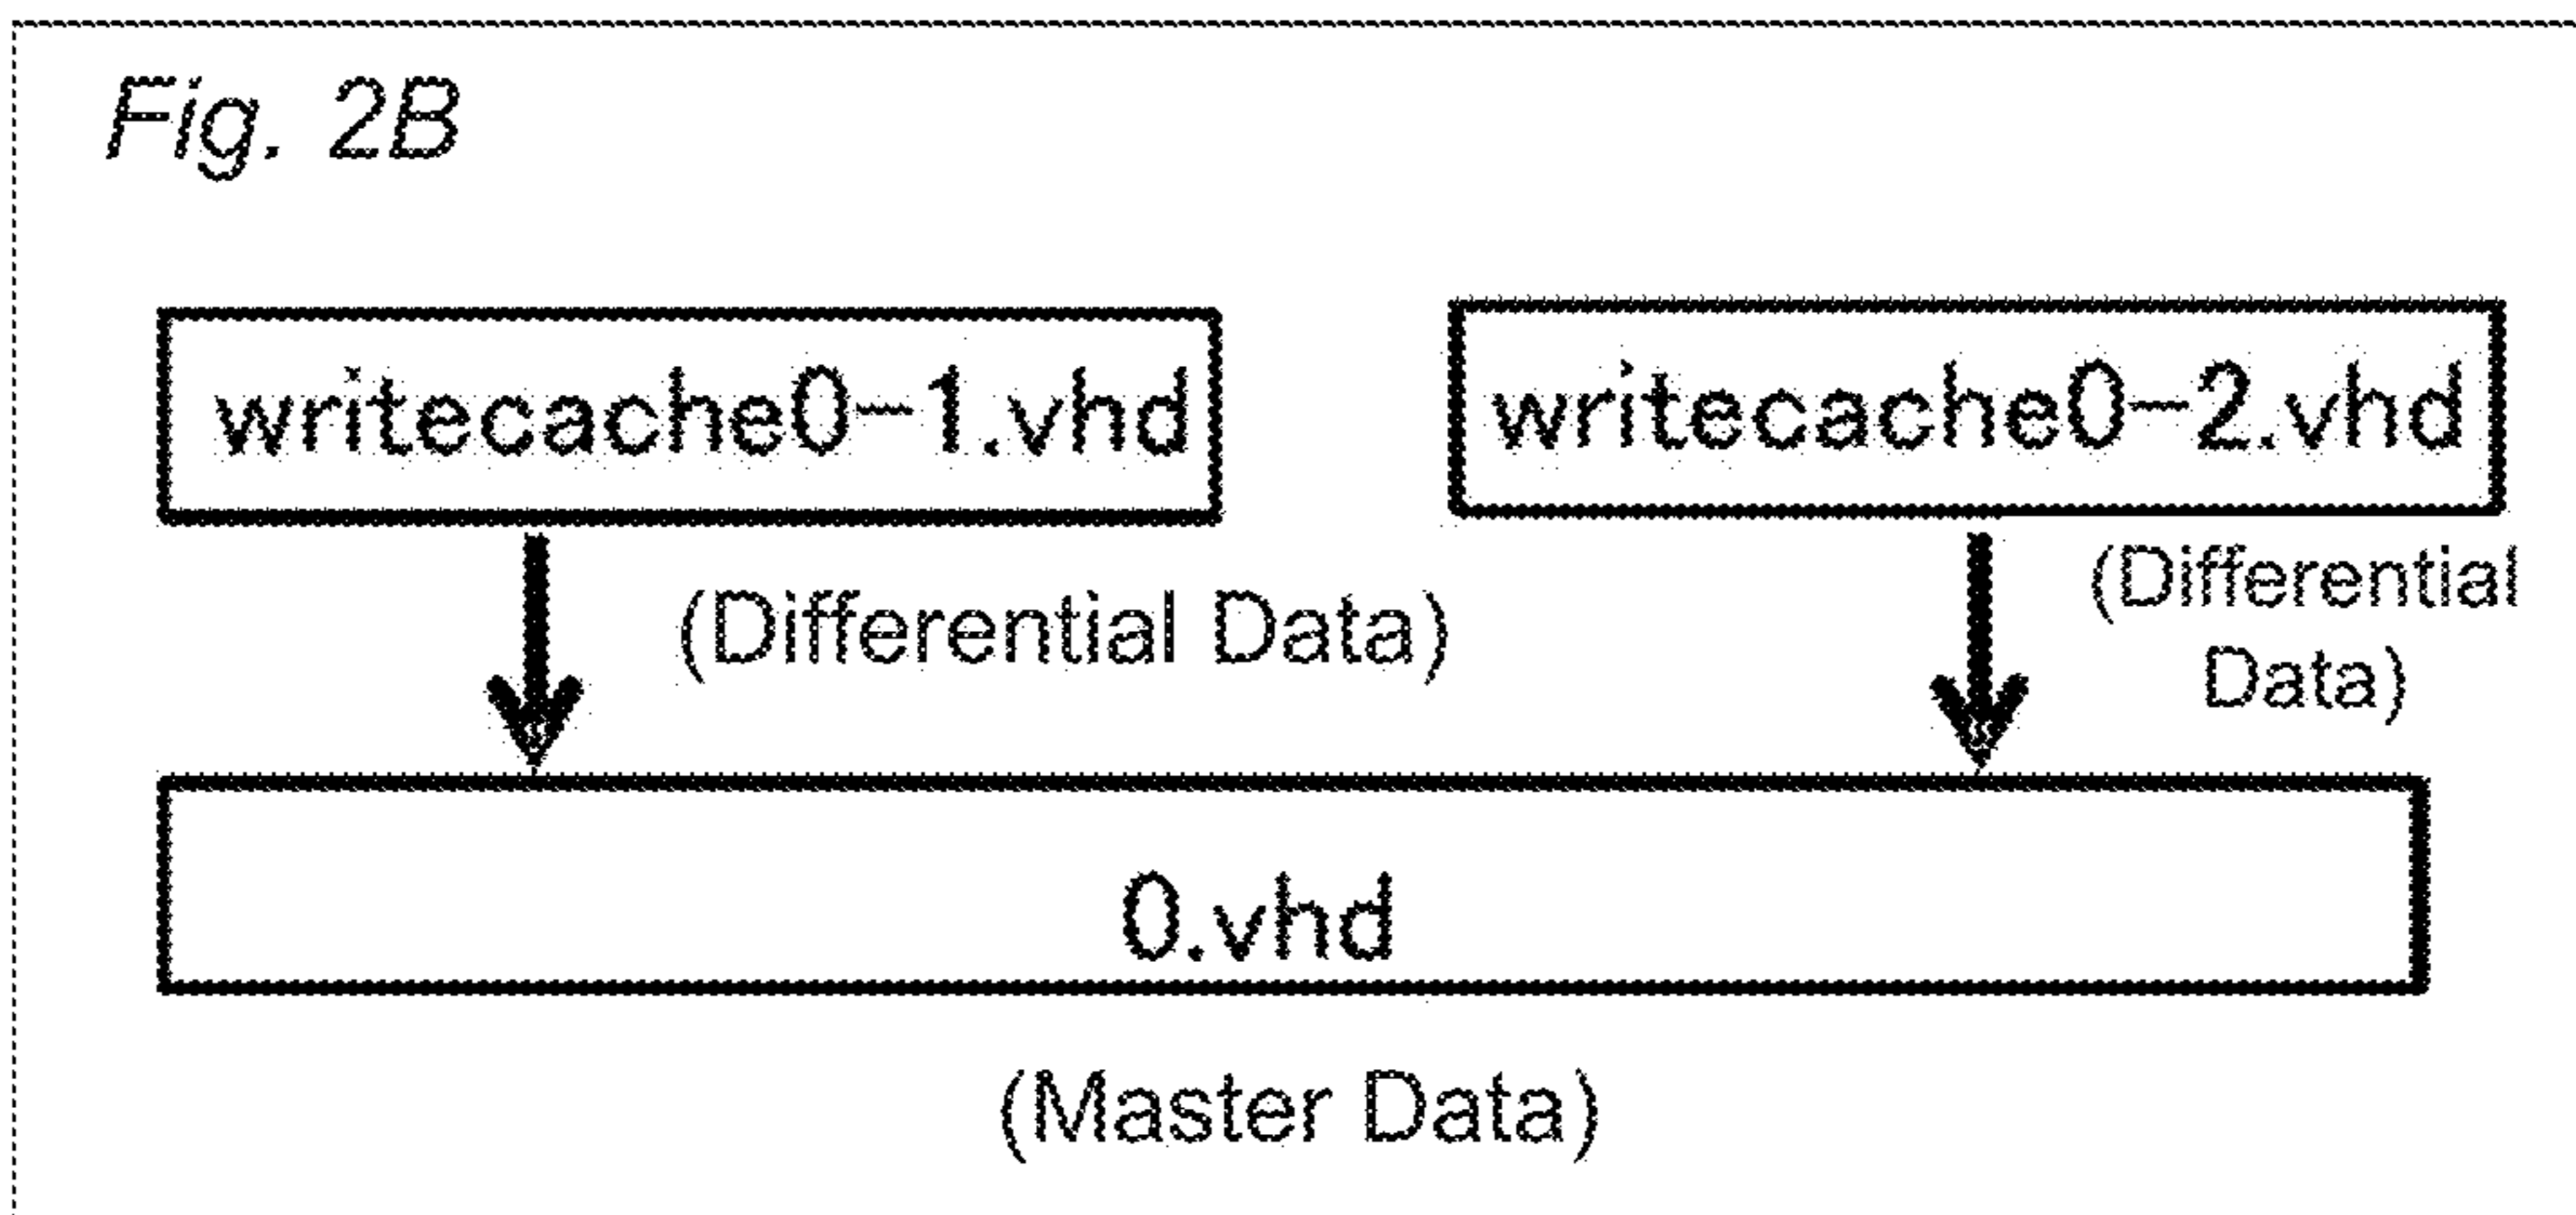 Fig. 2B
writecache0-1.vhd
writecache0-2.vhd
(Differential Data)
(Differential
Data)
0.vhd
(Master Data)